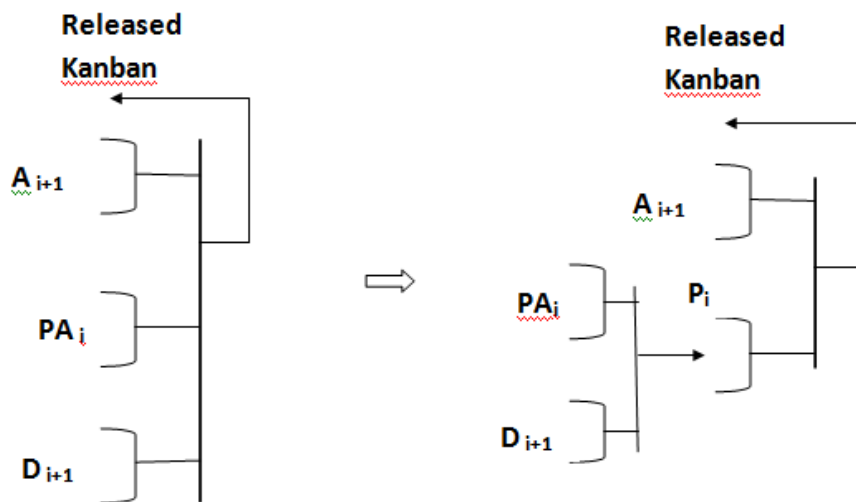 Released
Kanban
A i+1
PA i
D i+1
Released
Kanban
A i+1
PAi
Pi
D i+1